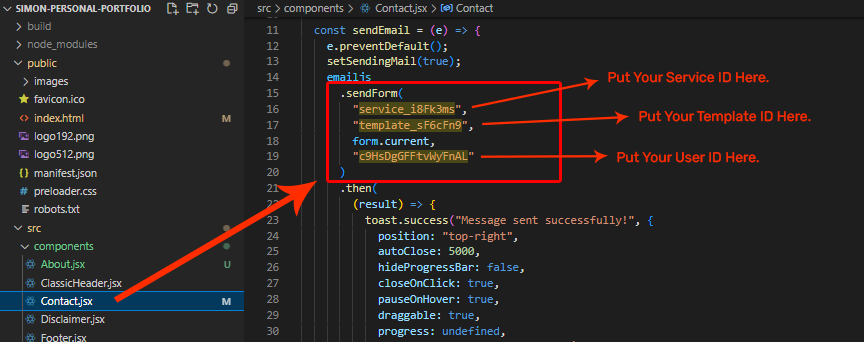 SIMON-PERSONAL-PORTFOLIO
build
node_modules
public
images
favicon.ico
index.html M
logo192.png
logo512.png
manifest.json
preloader.css
robots.txt
src
components
About.jsx U
ClassicHeader.jsx
Contact.jsx M
Disclaimer.jsx
Footer.jsx
src > components > Contact.jsx > Contact
11 const sendEmail = (e) => {
12 e.preventDefault();
13 setSendingMail(true);
14 emailjs
15 .sendForm(
16 "service_i8Fk3ms", Put Your Service ID Here.
17 "template_sf6cFn9", Put Your Template ID Here.
18 form.current,
19 "c9HsDgGFFtvWyFnAL" Put Your User ID Here.
20 )
21 .then(
22 (result) => {
23 toast.success("Message sent successfully!", {
24 position: "top-right",
25 autoClose: 5000,
26 hideProgressBar: false,
27 closeOnClick: true,
28 pauseOnHover: true,
29 draggable: true,
30 progress: undefined,